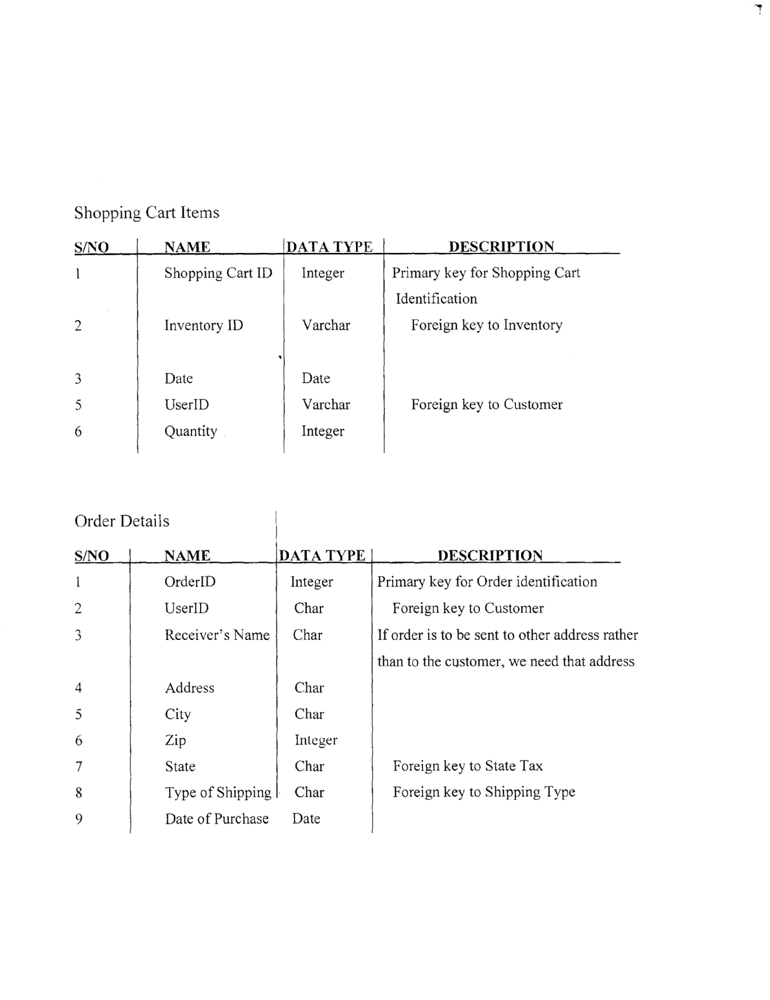 Shopping Cart Items
S/NO NAME DATA TYPE DESCRIPTION
1 Shopping Cart ID Integer Primary key for Shopping Cart
Identification
2 Inventory ID Varchar Foreign key to Inventory
3 Date Date
5 UserID Varchar Foreign key to Customer
6 Quantity Integer
Order Details
S/NO NAME DATA TYPE DESCRIPTION
1 OrderID Integer Primary key for Order identification
2 UserID Char Foreign key to Customer
3 Receiver's Name Char If order is to be sent to other address rather
than to the customer, we need that address
4 Address Char
5 City Char
6 Zip Integer
7 State Char Foreign key to State Tax
8 Type of Shipping Char Foreign key to Shipping Type
9 Date of Purchase Date